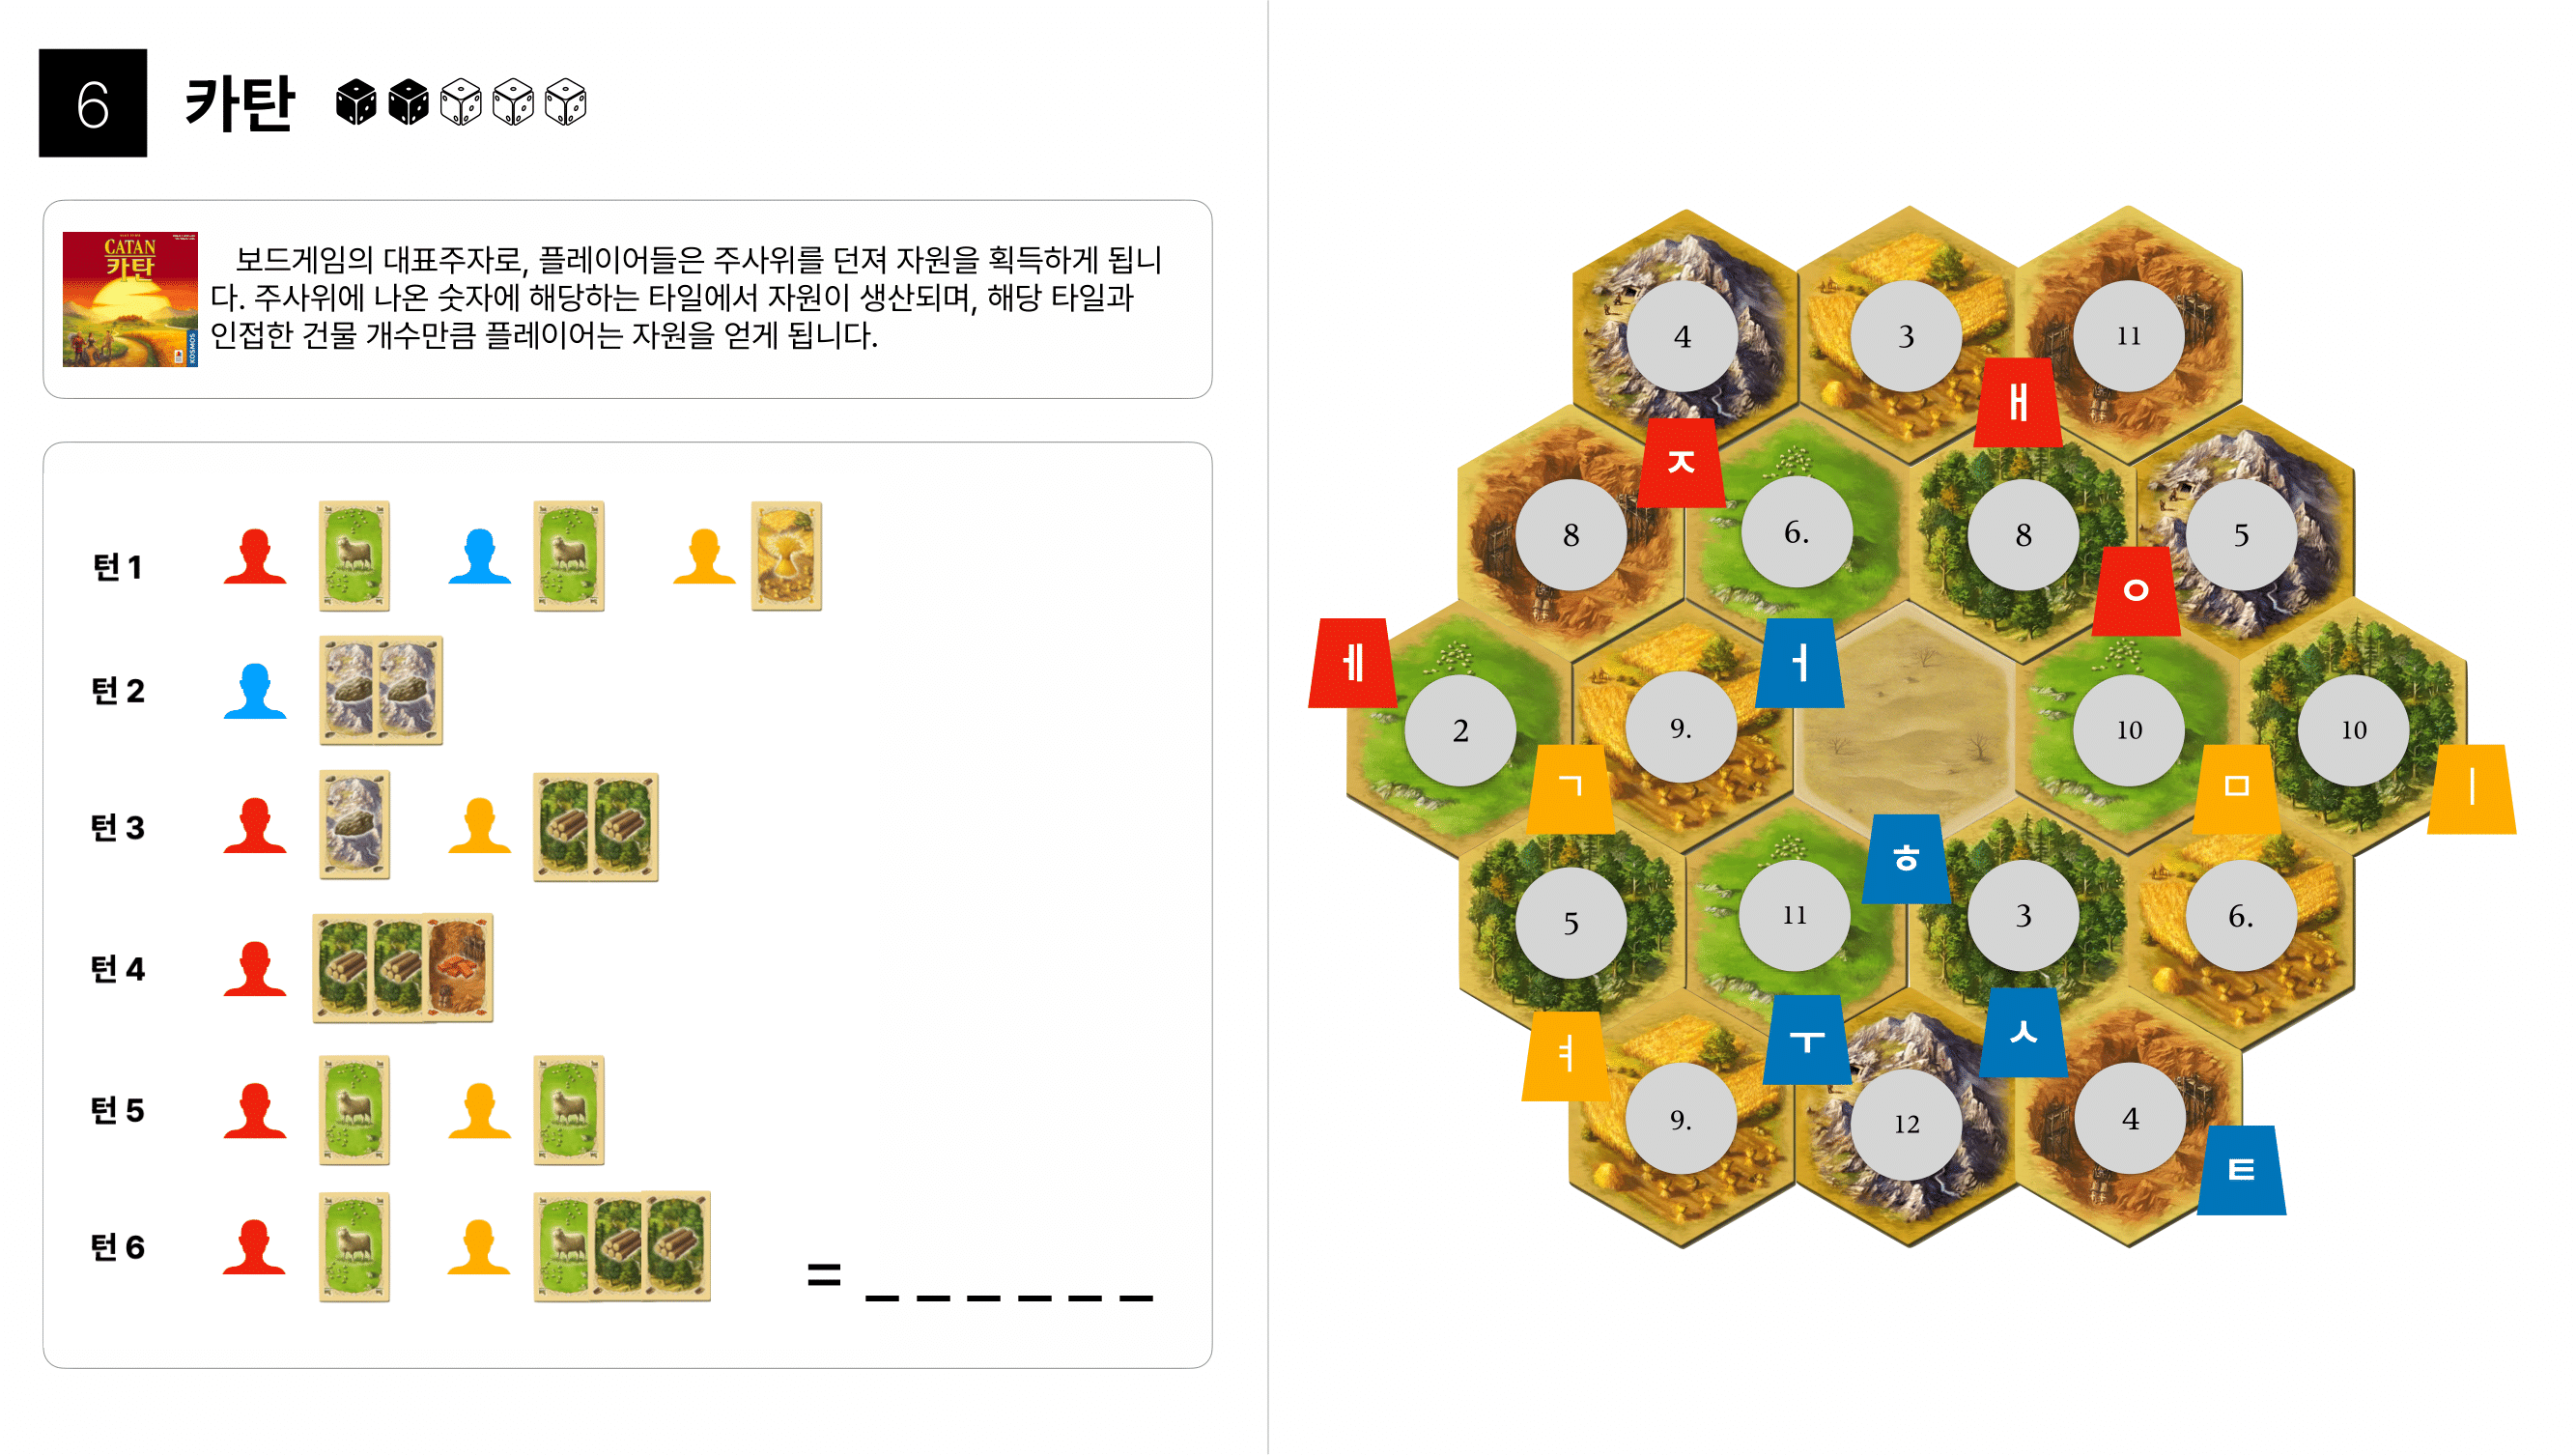 6
카탄
CATAN
카탄
KOSMOS
보드게임의 대표주자로, 플레이어들은 주사위를 던져 자원을 획득하게 됩니
다. 주사위에 나온 숫자에 해당하는 타일에서 자원이 생산되며, 해당 타일과
인접한 건물 개수만큼 플레이어는 자원을 얻게 됩니다.
턴 1
턴 2
턴 3
턴 4
턴 5
턴 6
= _ _ _ _ _ _
4 3 11
ㅐ
ㅈ
8 6. 8 5
ㅇ
ㅔ ㅓ
2 9. 10 10
ㄱ ㅁ ㅣ
ㅎ
5 11 3 6.
ㅕ ㅜ ㅅ
9. 12 4
ㅌ